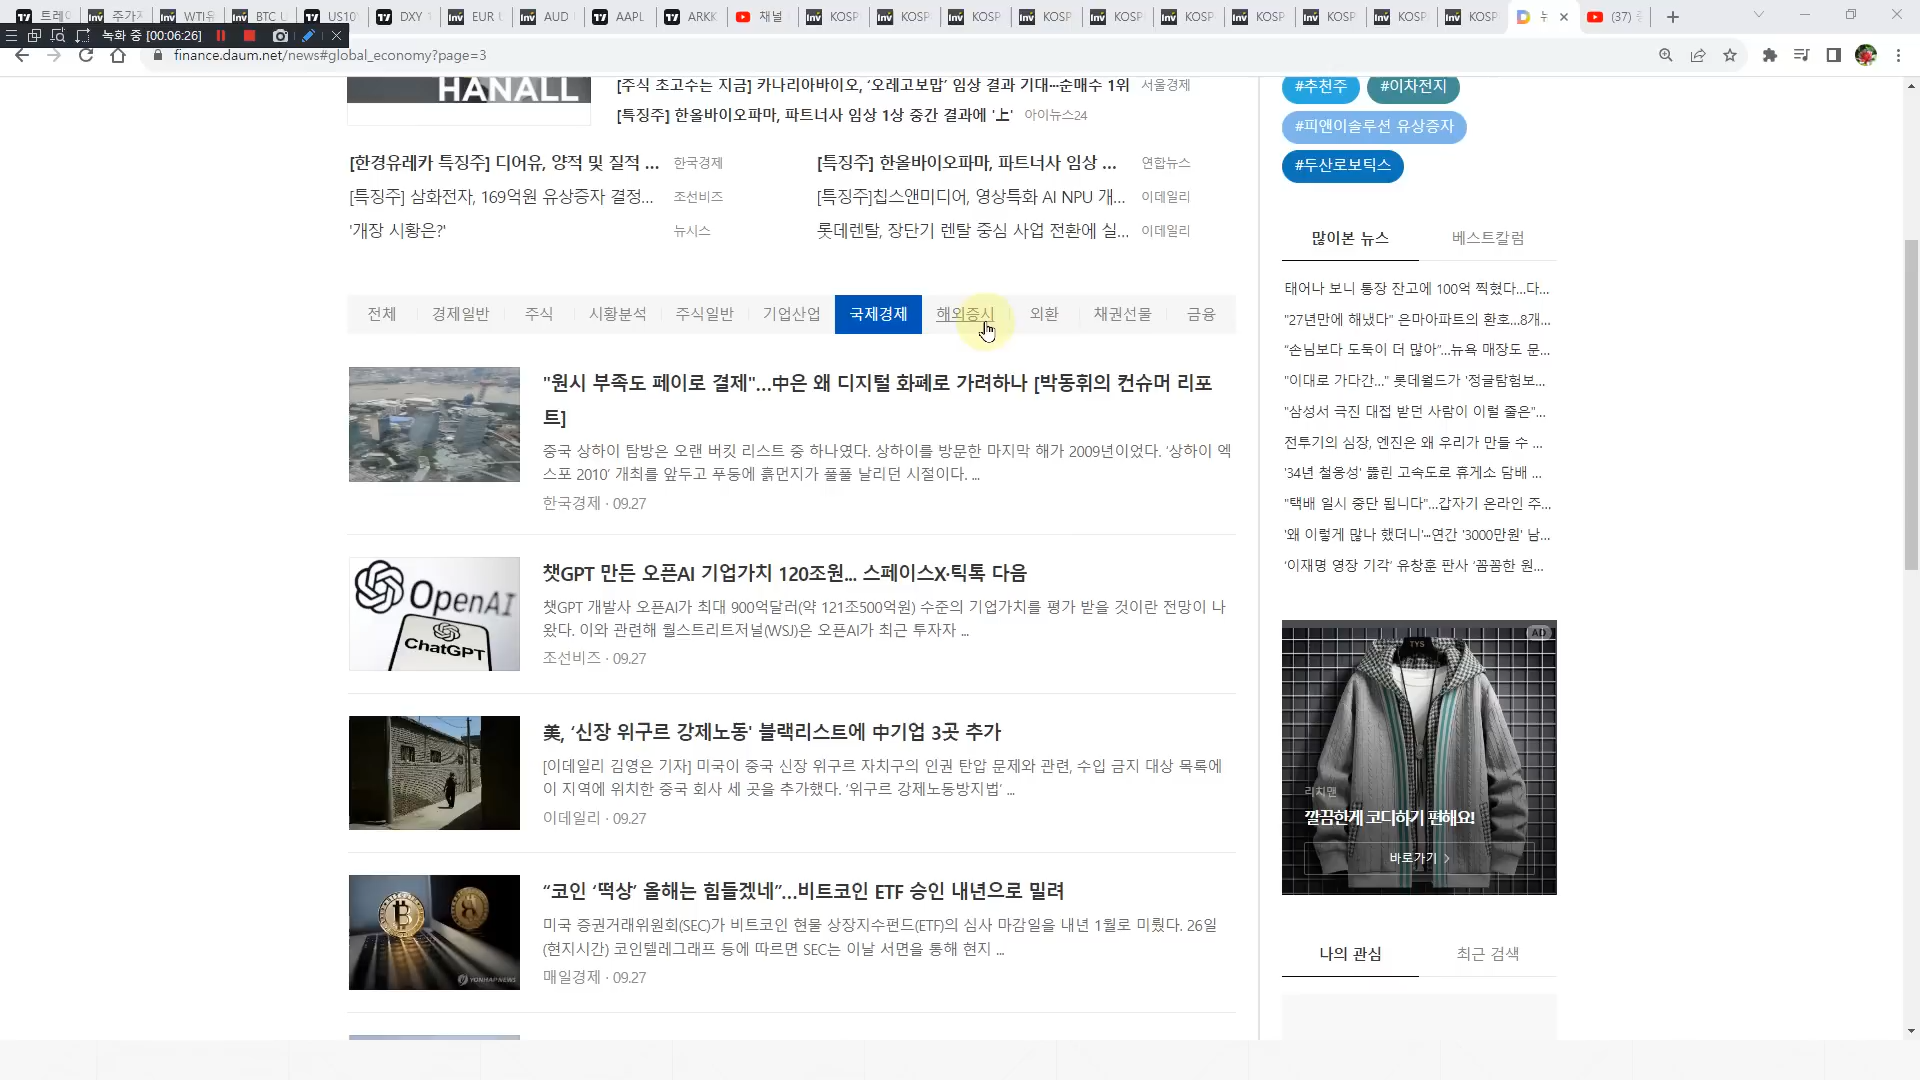 트레이
주가지
WTI유
BTC U
US10
DXY 1
EUR U
AUD
AAPL
ARKK
채널
KOSP
KOSP
KOSP
KOSP
KOSP
KOSP
KOSP
KOSP
KOSP
KOSP
뉴
(37)
녹화 중 [00:06:26]
finance.daum.net/news#global_economy?page=3
HANALL
[주식 초고수는 지금] 카나리아바이오, ‘오레고보맙’ 임상 결과 기대···순매수 1위 서울경제
[특징주] 한올바이오파마, 파트너사 임상 1상 중간 결과에 '上' 아이뉴스24
[한경유레카 특징주] 디어유, 양적 및 질적 ... 한국경제
[특징주] 한올바이오파마, 파트너사 임상 ... 연합뉴스
[특징주] 삼화전자, 169억원 유상증자 결정... 조선비즈
[특징주]칩스앤미디어, 영상특화 AI NPU 개... 이데일리
'개장 시황은?' 뉴시스
롯데렌탈, 장단기 렌탈 중심 사업 전환에 실... 이데일리
전체 경제일반 주식 시황분석 주식일반 기업산업 국제경제 해외증시 외환 채권선물 금융
"원시 부족도 페이로 결제"...中은 왜 디지털 화폐로 가려하나 [박동휘의 컨슈머 리포
트]
중국 상하이 탐방은 오랜 버킷 리스트 중 하나였다. 상하이를 방문한 마지막 해가 2009년이었다. ‘상하이 엑
스포 2010’ 개최를 앞두고 푸둥에 흙먼지가 풀풀 날리던 시절이다. ...
한국경제 · 09.27
OpenAI
ChatGPT
챗GPT 만든 오픈AI 기업가치 120조원... 스페이스X·틱톡 다음
챗GPT 개발사 오픈AI가 최대 900억달러(약 121조500억원) 수준의 기업가치를 평가 받을 것이란 전망이 나
왔다. 이와 관련해 월스트리트저널(WSJ)은 오픈AI가 최근 투자자 ...
조선비즈 · 09.27
美, ‘신장 위구르 강제노동' 블랙리스트에 中기업 3곳 추가
[이데일리 김영은 기자] 미국이 중국 신장 위구르 자치구의 인권 탄압 문제와 관련, 수입 금지 대상 목록에
이 지역에 위치한 중국 회사 세 곳을 추가했다. ‘위구르 강제노동방지법’ ...
이데일리 · 09.27
“코인 ‘떡상’ 올해는 힘들겠네”…비트코인 ETF 승인 내년으로 밀려
미국 증권거래위원회(SEC)가 비트코인 현물 상장지수펀드(ETF)의 심사 마감일을 내년 1월로 미뤘다. 26일
(현지시간) 코인텔레그래프 등에 따르면 SEC는 이날 서면을 통해 현지 ...
매일경제 · 09.27
YONHAPNEWS
#추천주 #이차전지
#피앤이솔루션 유상증자
#두산로보틱스
많이본 뉴스 베스트칼럼
태어나 보니 통장 잔고에 100억 찍혔다...다...
"27년만에 해냈다" 은마아파트의 환호...8개...
“손님보다 도둑이 더 많아”...뉴욕 매장도 문...
"이대로 가다간..." 롯데월드가 '정글탐험보...
"삼성서 극진 대접 받던 사람이 이럴 줄은"...
전투기의 심장, 엔진은 왜 우리가 만들 수 ...
'34년 철옹성' 뚫린 고속도로 휴게소 담배 ...
"택배 일시 중단 됩니다"...갑자기 온라인 주...
'왜 이렇게 많나 했더니'···연간 '3000만원' 남...
‘이재명 영장 기각’ 유창훈 판사 ‘꼼꼼한 원...
AD
TYS
리치맨
깔끔한게 코디하기 편해요!
바로가기 >
나의 관심 최근 검색